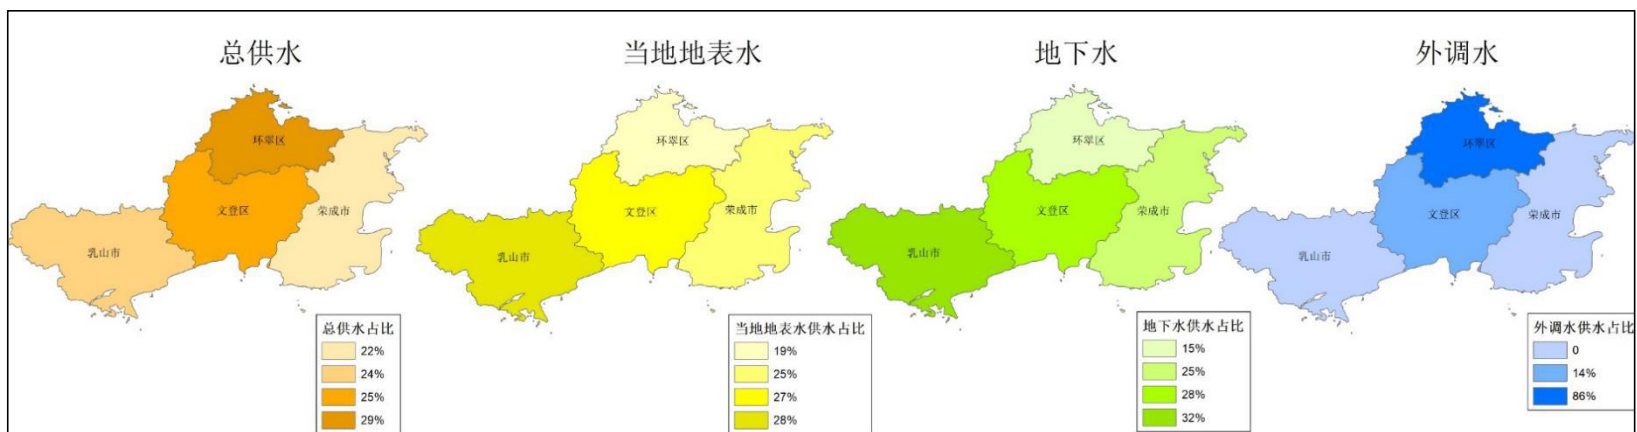 总供水
环翠区
文登区
荣成市
乳山市
总供水占比
22%
24%
25%
29%
当地地表水
环翠区
文登区
荣成市
乳山市
当地地表水供水占比
19%
25%
27%
28%
地下水
环翠区
文登区
荣成市
乳山市
地下水供水占比
15%
25%
28%
32%
外调水
环翠区
文登区
荣成市
乳山市
外调水供水占比
0
14%
86%